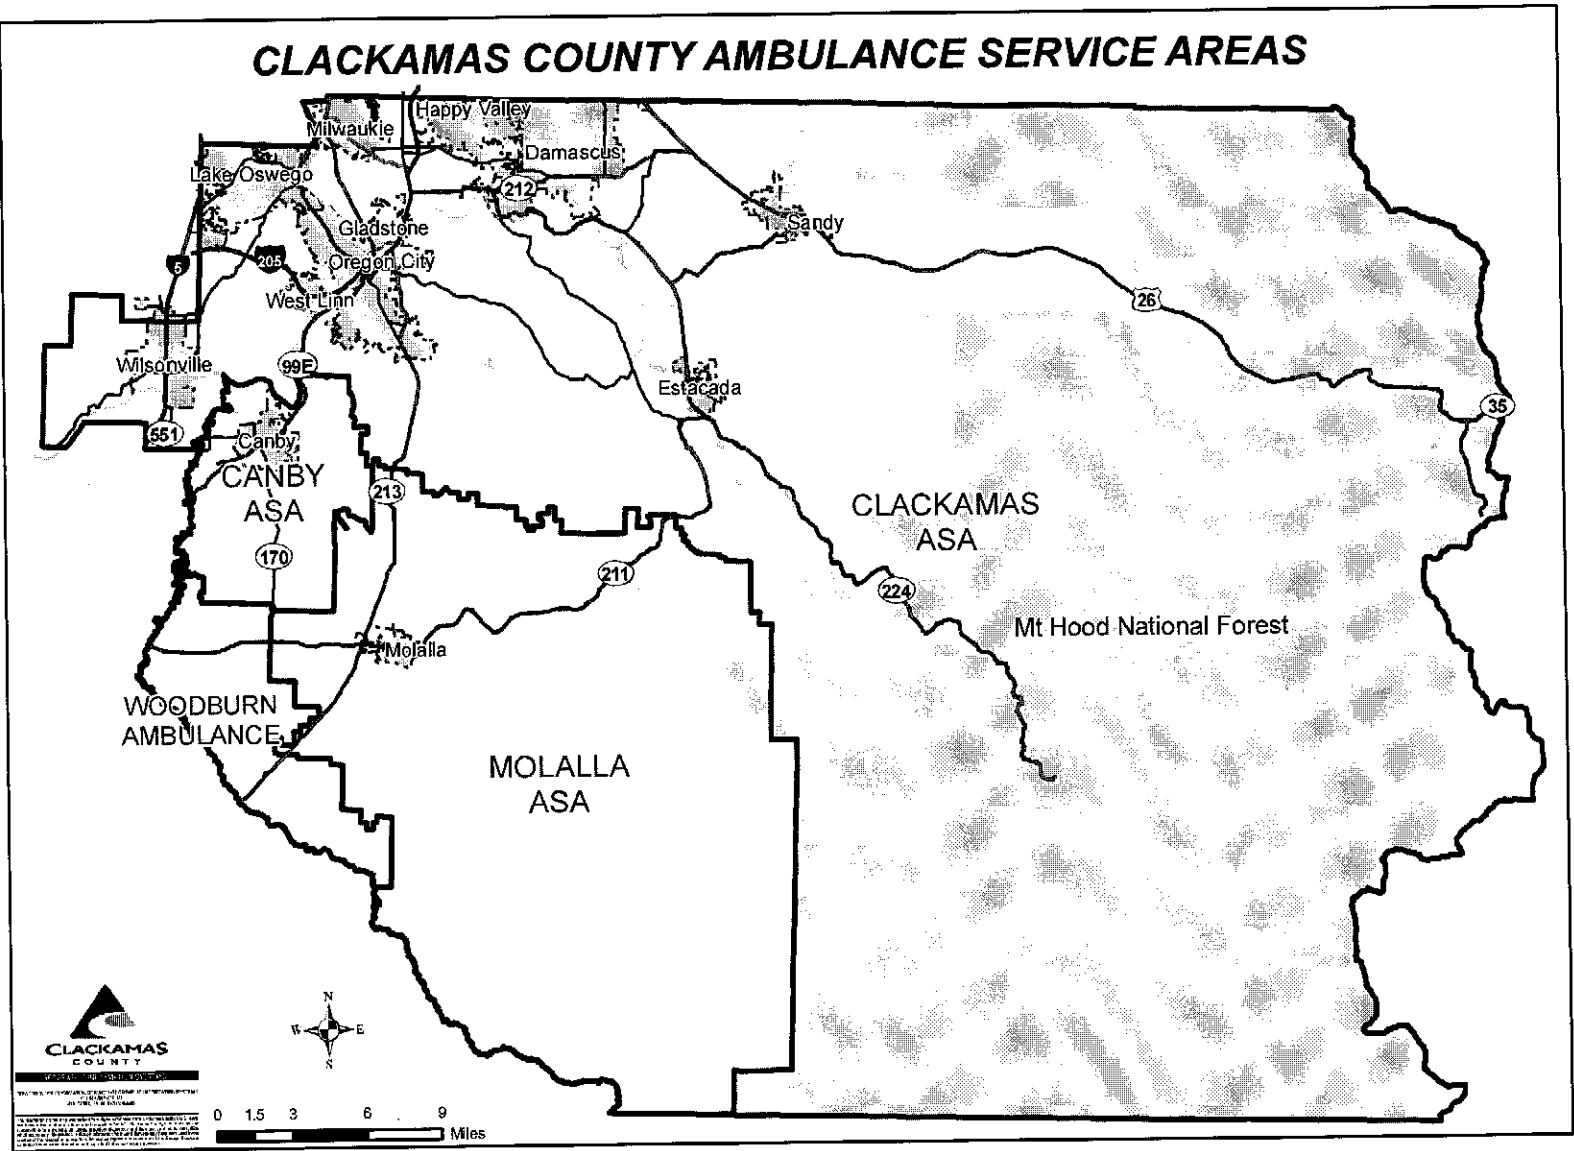 CLACKAMAS COUNTY AMBULANCE SERVICE AREAS
Happy Valley
Milwaukie
Damascus
Lake Oswego
212
Gladstone
Sandy
5
205
Oregon City
West Linn
26
Wilsonville
99E
Estacada
35
551
Canby
CANBY
ASA
213
CLACKAMAS
ASA
170
211
224
Mt Hood National Forest
Molalla
WOODBURN
AMBULANCE
MOLALLA
ASA
N
W E
S
CLACKAMAS
COUNTY
0 1.5 3 6 9
Miles